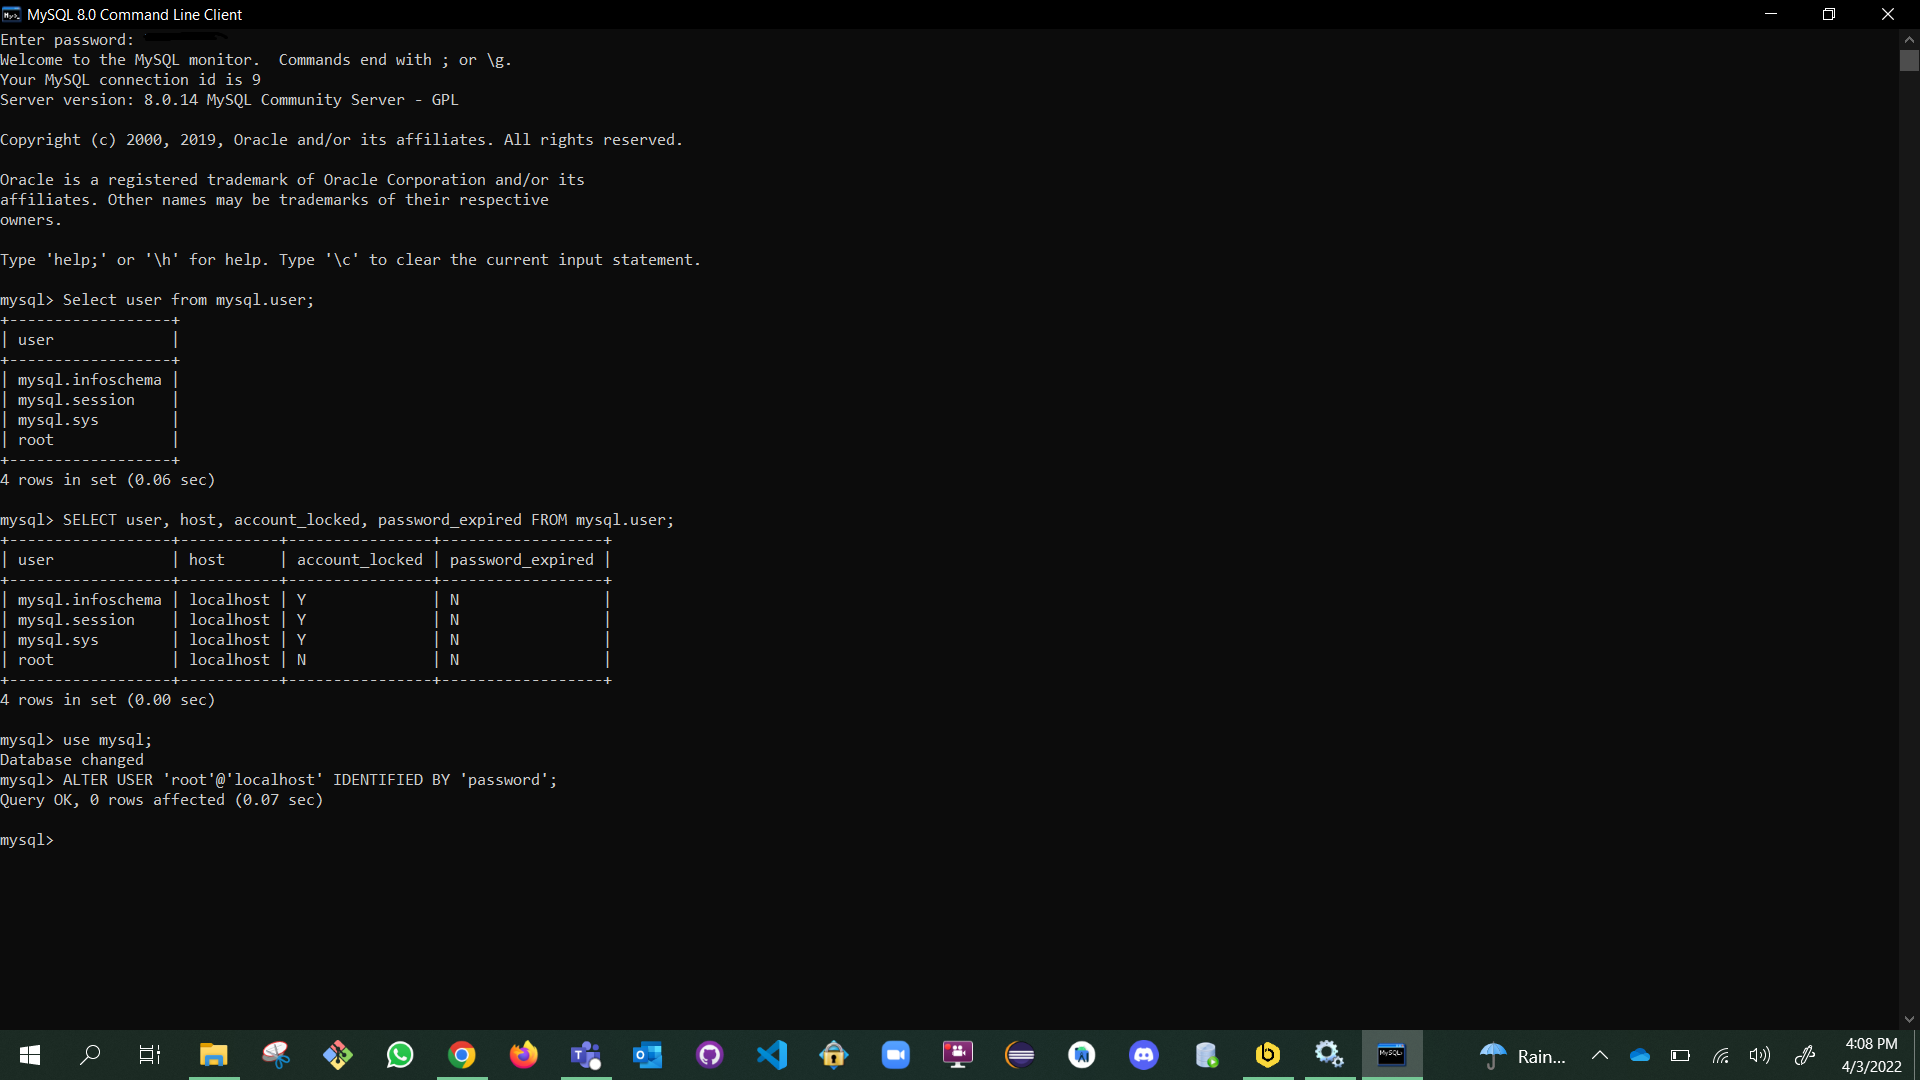 MySQL 8.0 Command Line Client
Enter password:
Welcome to the MySQL monitor.  Commands end with ; or \g.
Your MySQL connection id is 9
Server version: 8.0.14 MySQL Community Server - GPL

Copyright (c) 2000, 2019, Oracle and/or its affiliates. All rights reserved.

Oracle is a registered trademark of Oracle Corporation and/or its
affiliates. Other names may be trademarks of their respective
owners.

Type 'help;' or '\h' for help. Type '\c' to clear the current input statement.

mysql> Select user from mysql.user;
+------------------+
| user             |
+------------------+
| mysql.infoschema |
| mysql.session    |
| mysql.sys        |
| root             |
+------------------+
4 rows in set (0.06 sec)

mysql> SELECT user, host, account_locked, password_expired FROM mysql.user;
+------------------+-----------+----------------+------------------+
| user             | host      | account_locked | password_expired |
+------------------+-----------+----------------+------------------+
| mysql.infoschema | localhost | Y              | N                |
| mysql.session    | localhost | Y              | N                |
| mysql.sys        | localhost | Y              | N                |
| root             | localhost | N              | N                |
+------------------+-----------+----------------+------------------+
4 rows in set (0.00 sec)

mysql> use mysql;
Database changed
mysql> ALTER USER 'root'@'localhost' IDENTIFIED BY 'password';
Query OK, 0 rows affected (0.07 sec)

mysql>
Rain...
4:08 PM
4/3/2022